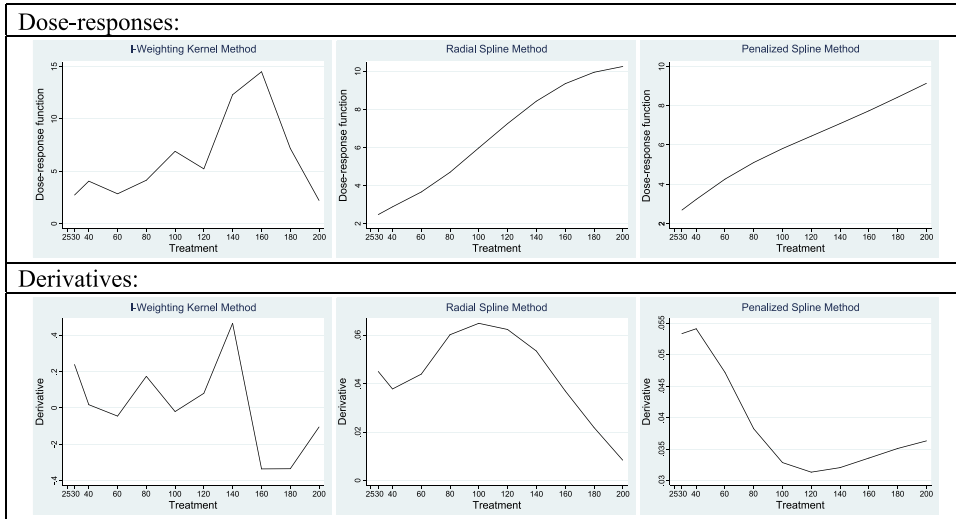 Dose-responses:
I-Weighting Kernel Method
Dose-response function
0 5 10 15
2530 40 60 80 100 120 140 160 180 200
Treatment
Radial Spline Method
Dose-response function
2 4 6 8 10
2530 40 60 80 100 120 140 160 180 200
Treatment
Penalized Spline Method
Dose-response function
2 4 6 8 10
2530 40 60 80 100 120 140 160 180 200
Treatment
Derivatives:
I-Weighting Kernel Method
Derivative
-.4 -.2 0 .2 .4
2530 40 60 80 100 120 140 160 180 200
Treatment
Radial Spline Method
Derivative
0 .02 .04 .06
2530 40 60 80 100 120 140 160 180 200
Treatment
Penalized Spline Method
Derivative
.03 .035 .04 .045 .05 .055
2530 40 60 80 100 120 140 160 180 200
Treatment